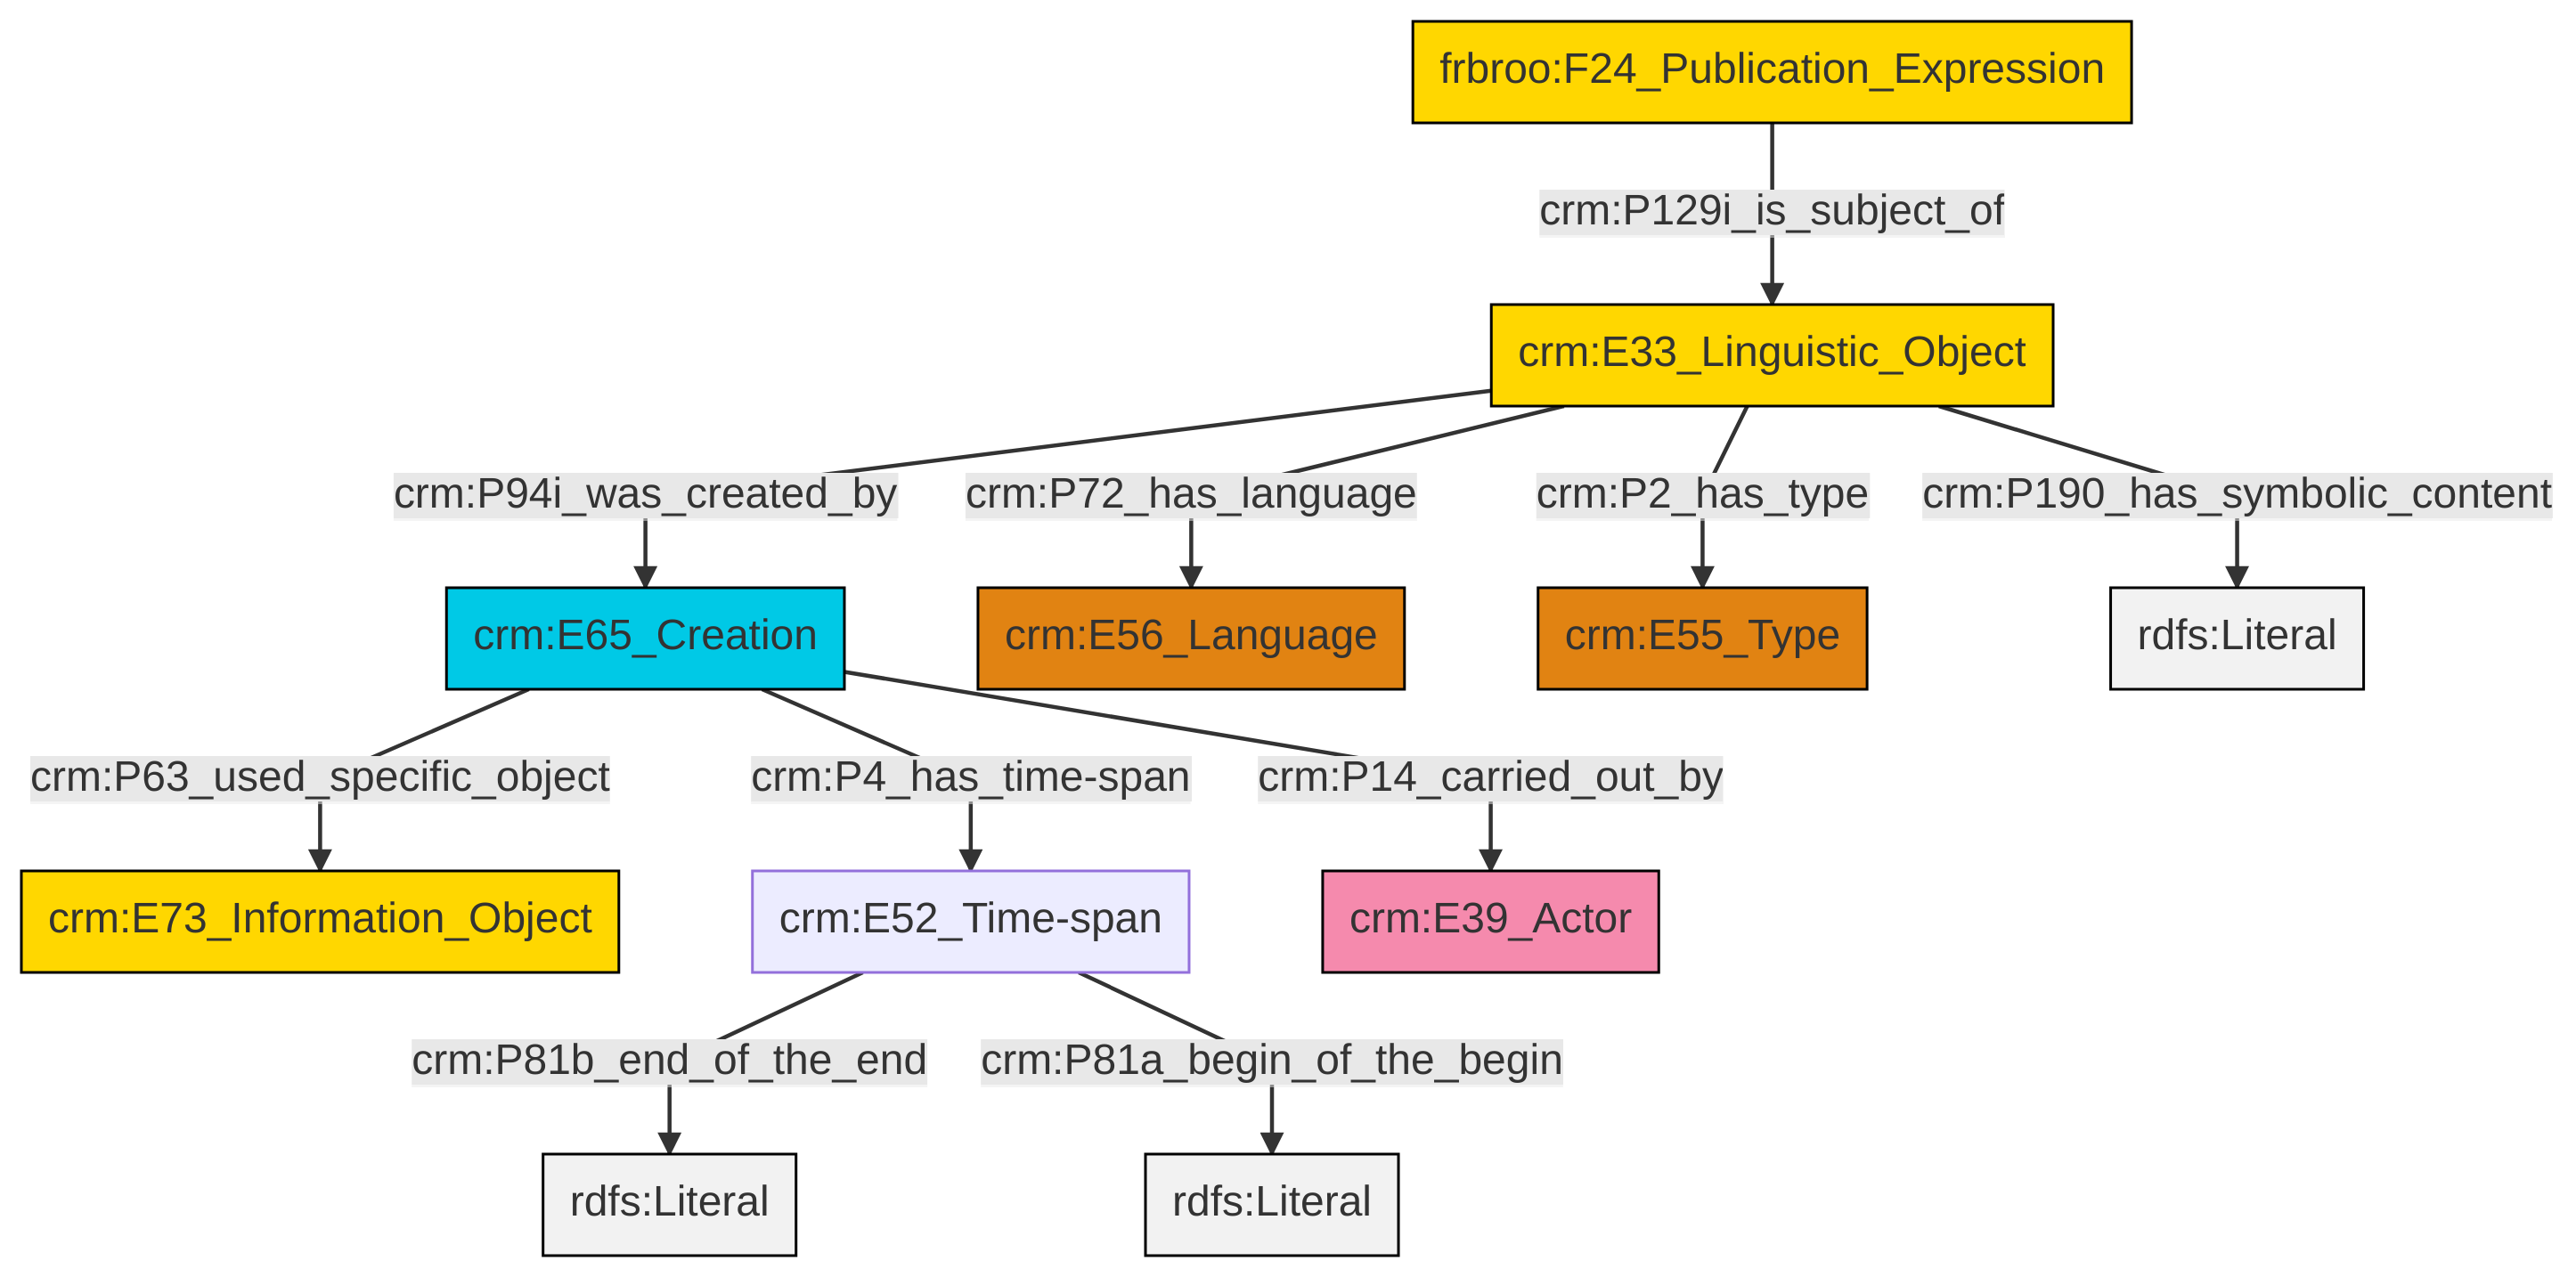 frbroo:F24_Publication_Expression
crm:P129i_is_subject_of
crm:E33_Linguistic_Object
crm:P94i_was_created_by
crm:P72_has_language
crm:P2_has_type
crm:P190_has_symbolic_content
crm:E65_Creation
crm:E56_Language
crm:E55_Type
rdfs:Literal
crm:P63_used_specific_object
crm:P4_has_time-span
crm:P14_carried_out_by
crm:E73_Information_Object
crm:E52_Time-span
crm:E39_Actor
crm:P81b_end_of_the_end
crm:P81a_begin_of_the_begin
rdfs:Literal
rdfs:Literal